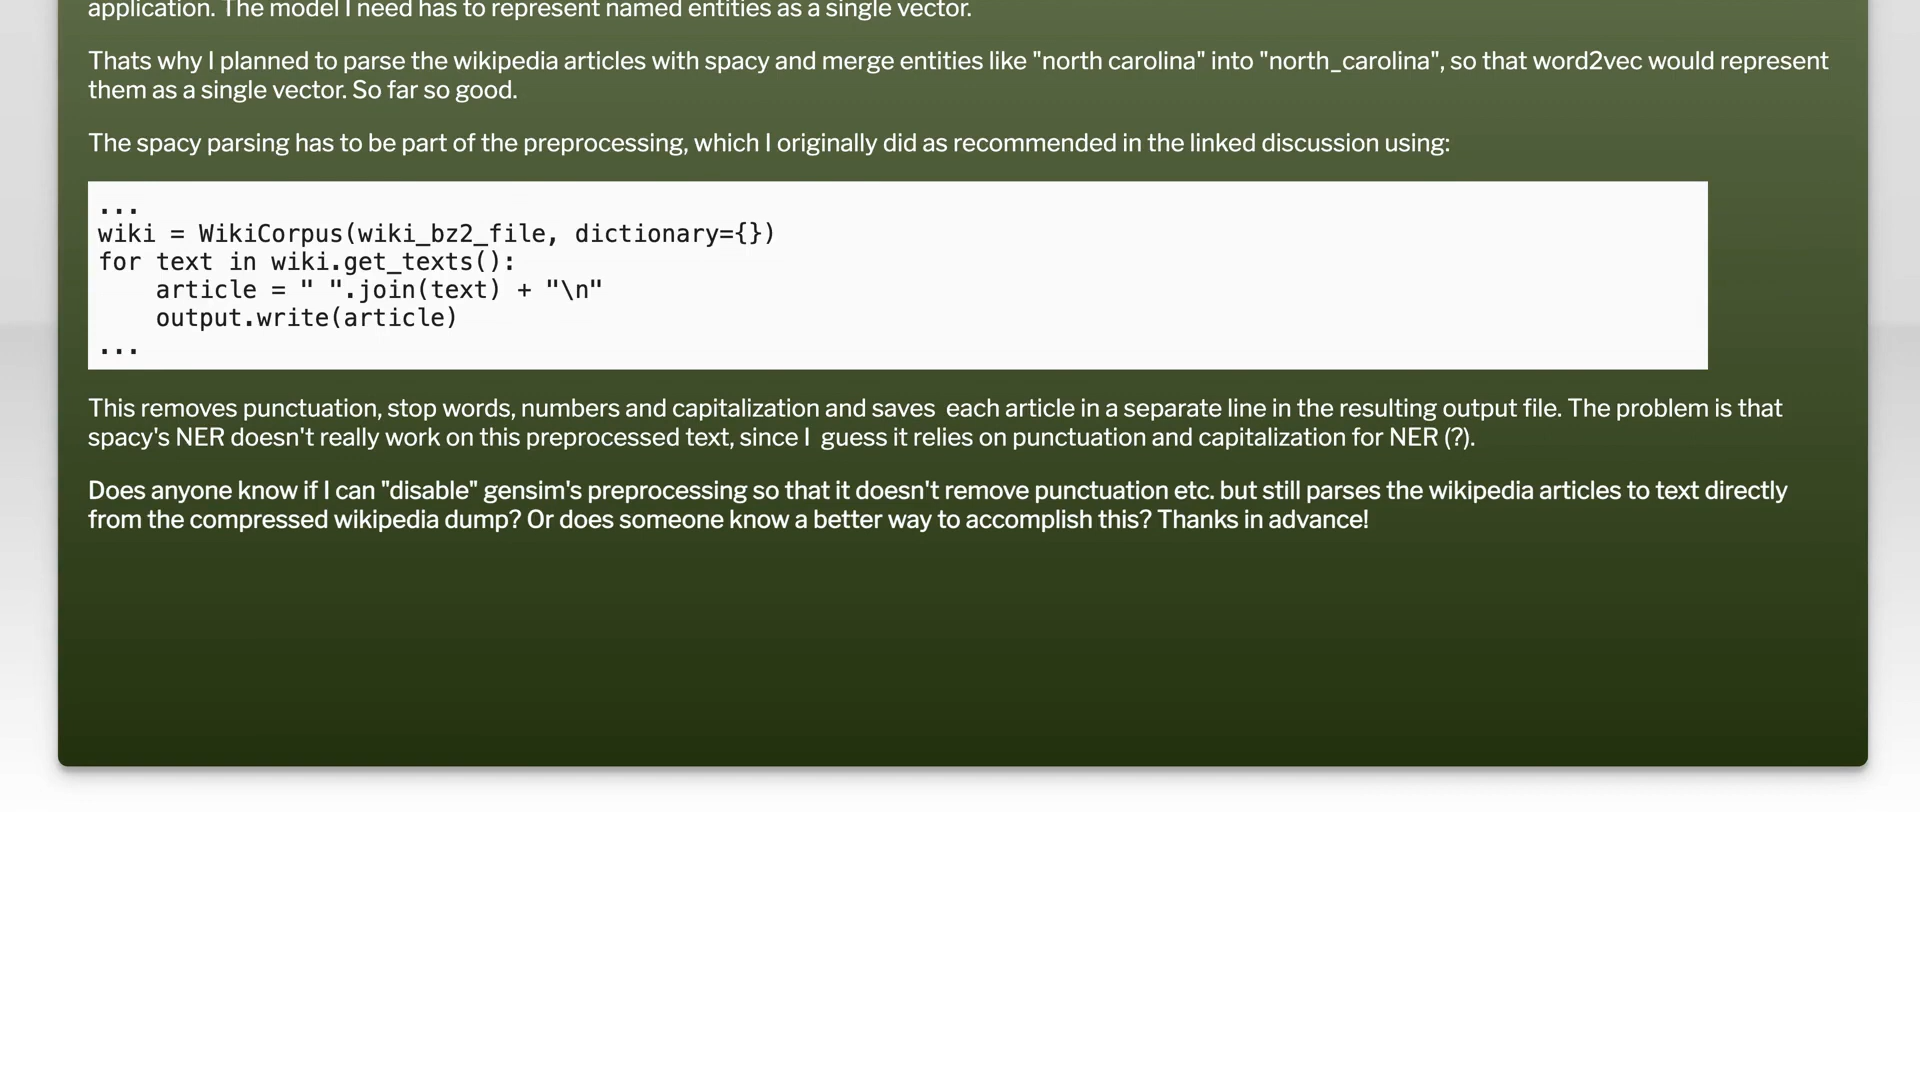 application. The model I need has to represent named entities as a single vector.
Thats why I planned to parse the wikipedia articles with spacy and merge entities like "north carolina" into "north_carolina", so that word2vec would represent
them as a single vector. So far so good.
The spacy parsing has to be part of the preprocessing, which I originally did as recommended in the linked discussion using:
...
wiki = WikiCorpus(wiki_bz2_file, dictionary={})
for text in wiki.get_texts():
    article = " ".join(text) + "\n"
    output.write(article)
...
This removes punctuation, stop words, numbers and capitalization and saves  each article in a separate line in the resulting output file. The problem is that
spacy's NER doesn't really work on this preprocessed text, since I  guess it relies on punctuation and capitalization for NER (?).
Does anyone know if I can "disable" gensim's preprocessing so that it doesn't remove punctuation etc. but still parses the wikipedia articles to text directly
from the compressed wikipedia dump? Or does someone know a better way to accomplish this? Thanks in advance!